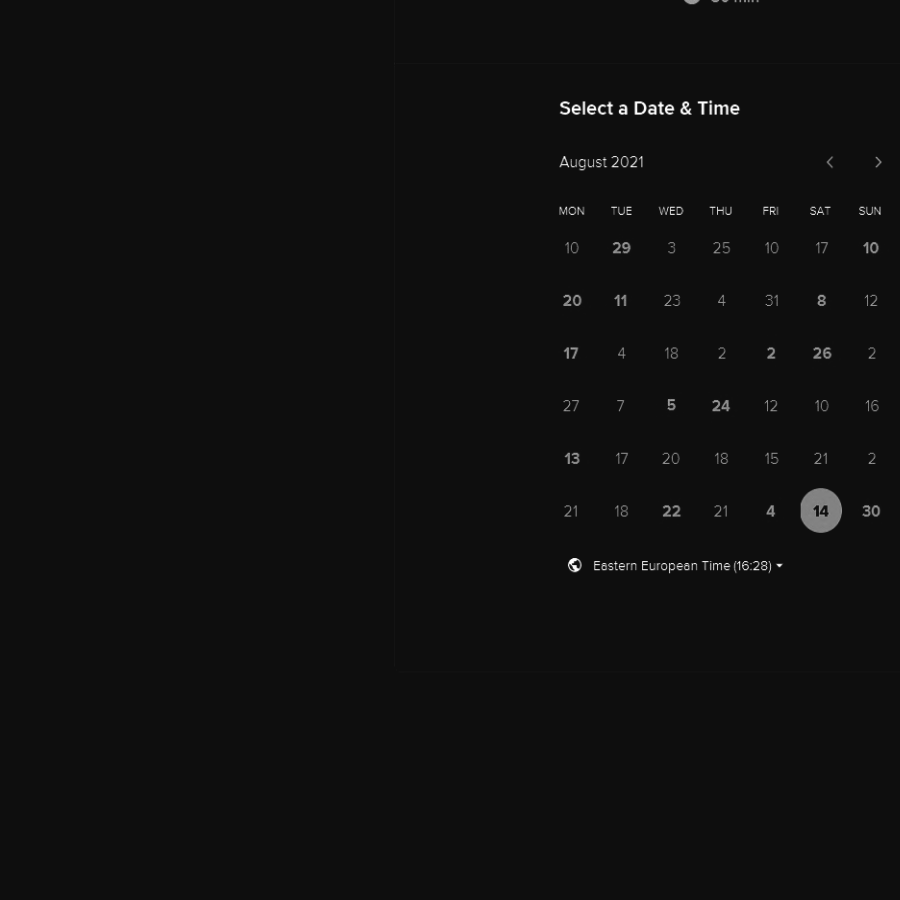 Select a Date & Time
August 2021
MON TUE WED THU FRI SAT SUN
10 29 3 25 10 17 10
20 11 23 4 31 8 12
17 4 18 2 2 26 2
27 7 5 24 12 10 16
13 17 20 18 15 21 2
21 18 22 21 4 14 30
Eastern European Time (16:28)